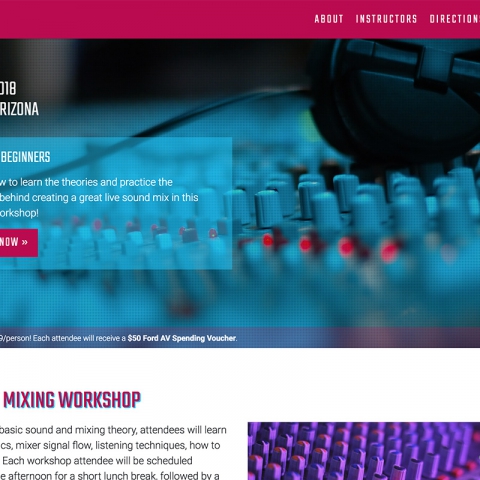 ABOUT INSTRUCTORS DIRECTIONS
018
RIZONA
BEGINNERS
w to learn the theories and practice the
behind creating a great live sound mix in this
orkshop!
NOW »
9/person! Each attendee will receive a $50 Ford AV Spending Voucher.
MIXING WORKSHOP
basic sound and mixing theory, attendees will learn
cs, mixer signal flow, listening techniques, how to
Each workshop attendee will be scheduled
e afternoon for a short lunch break, followed by a